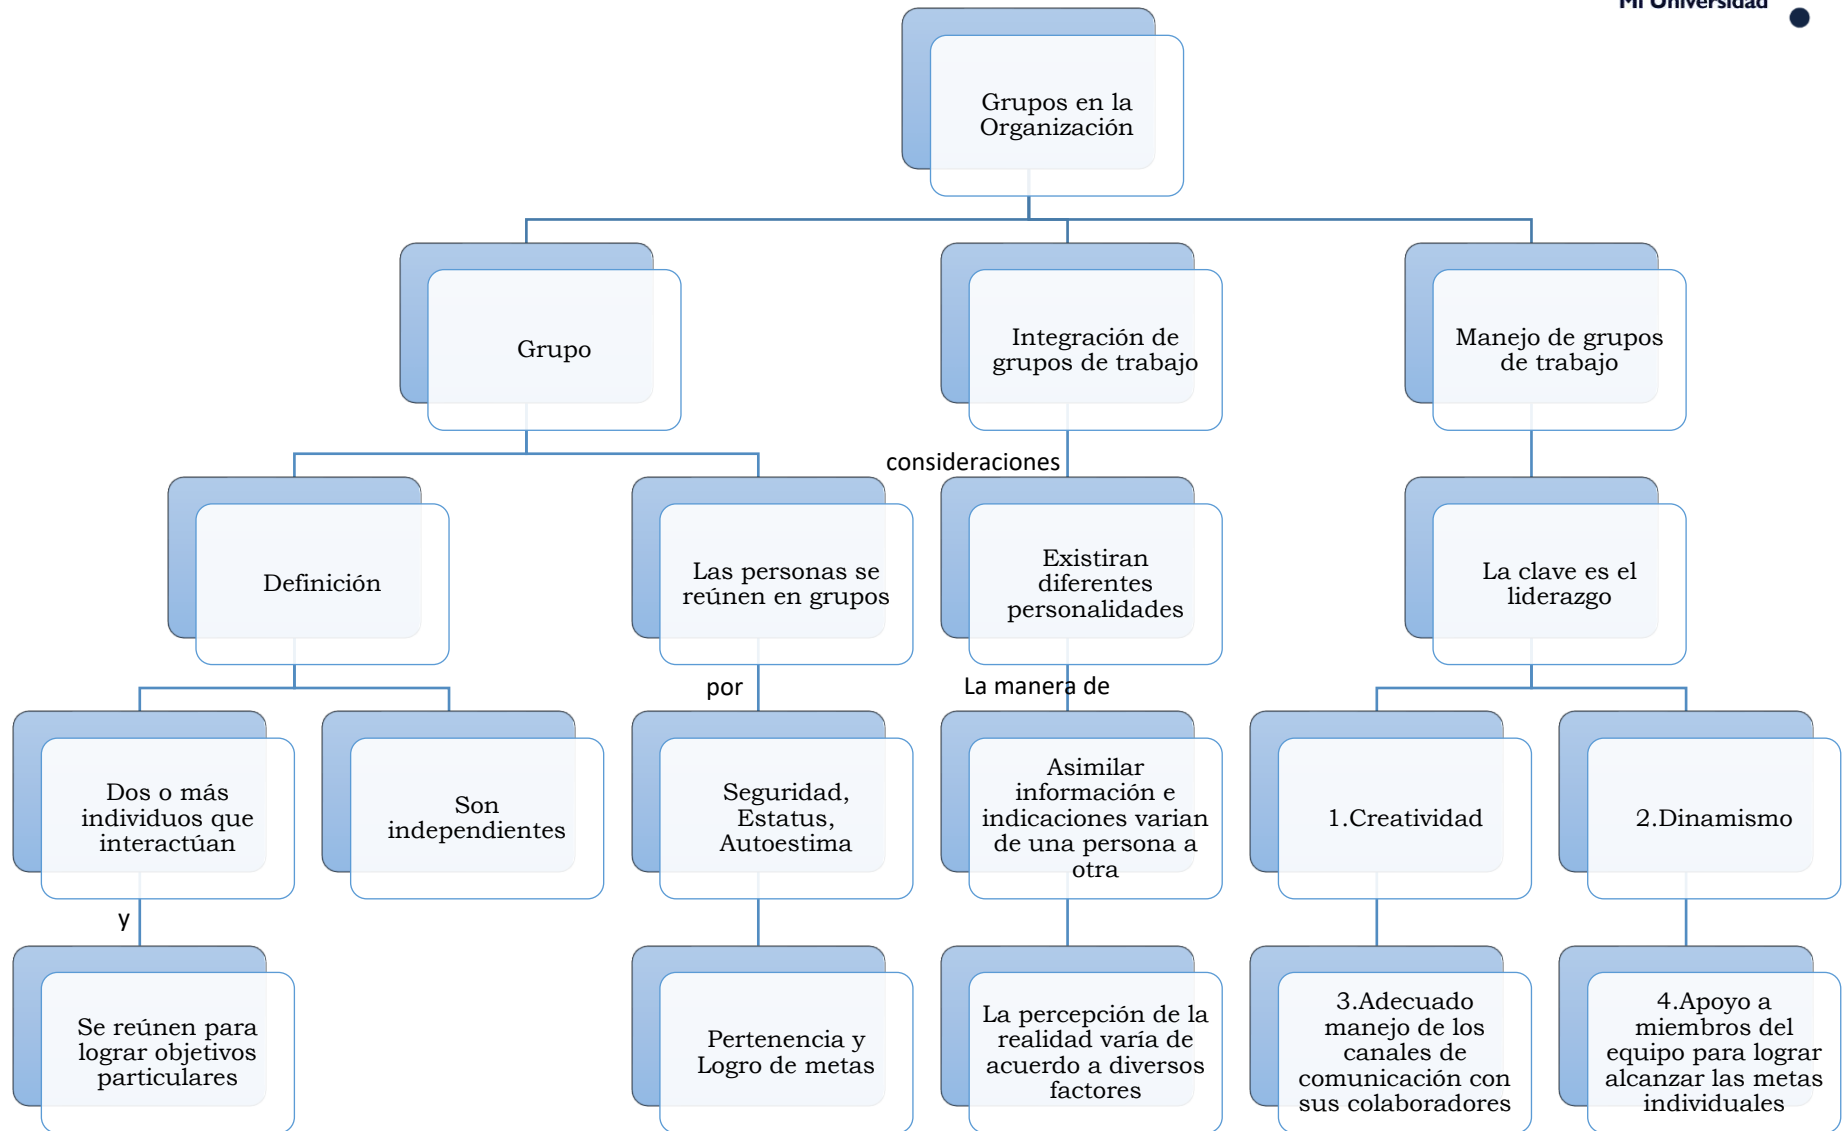 Mi Universidad
Grupos en la
Organización
Grupo
Integración de
grupos de trabajo
Manejo de grupos
de trabajo
consideraciones
Definición
Las personas se
reúnen en grupos
Existiran
diferentes
personalidades
La clave es el
liderazgo
por
La manera de
Dos o más
individuos que
interactúan
Son
independientes
Seguridad,
Estatus,
Autoestima
Asimilar
información e
indicaciones varian
de una persona a
otra
1.Creatividad
2.Dinamismo
y
Se reúnen para
lograr objetivos
particulares
Pertenencia y
Logro de metas
La percepción de la
realidad varía de
acuerdo a diversos
factores
3.Adecuado
manejo de los
canales de
comunicación con
sus colaboradores
4.Apoyo a
miembros del
equipo para lograr
alcanzar las metas
individuales